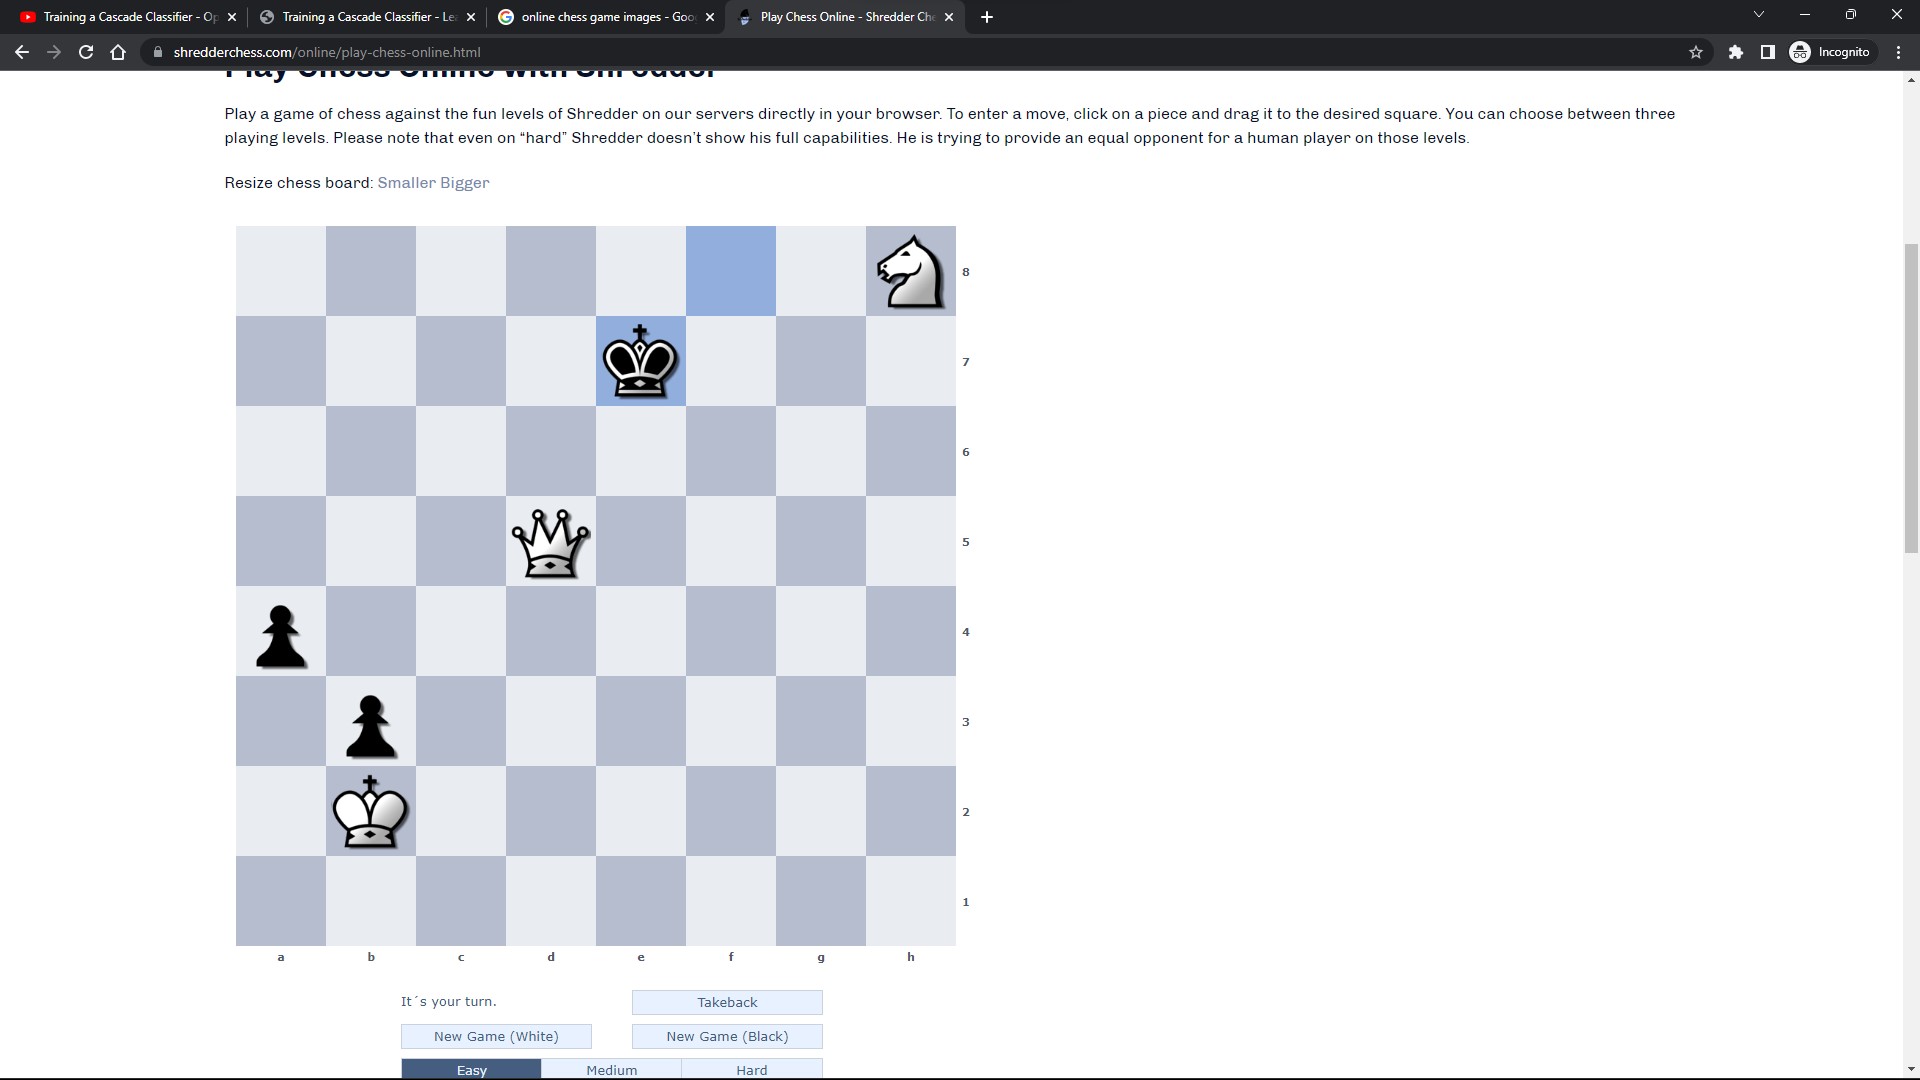 Training a Cascade Classifier - Op
Training a Cascade Classifier - Le
online chess game images - Goo
Play Chess Online - Shredder Che
shredderchess.com/online/play-chess-online.html
Incognito
Play Chess Online with Shredder
Play a game of chess against the fun levels of Shredder on our servers directly in your browser. To enter a move, click on a piece and drag it to the desired square. You can choose between three
playing levels. Please note that even on “hard” Shredder doesn’t show his full capabilities. He is trying to provide an equal opponent for a human player on those levels.
Resize chess board: Smaller Bigger
8
7
6
5
4
3
2
1
a b c d e f g h
It´s your turn.
Takeback
New Game (White)
New Game (Black)
Easy
Medium
Hard